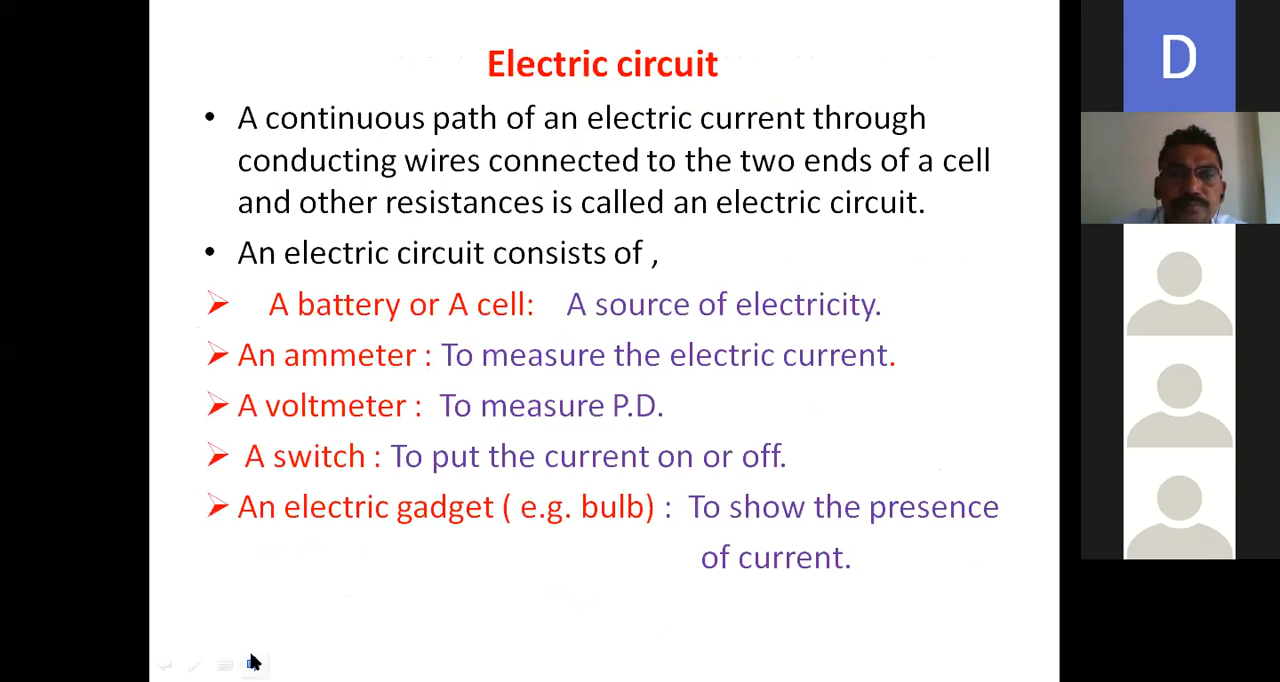 Electric circuit
• A continuous path of an electric current through
conducting wires connected to the two ends of a cell
and other resistances is called an electric circuit.
• An electric circuit consists of ,
➢ A battery or A cell: A source of electricity.
➢ An ammeter : To measure the electric current.
➢ A voltmeter : To measure P.D.
➢ A switch : To put the current on or off.
➢ An electric gadget ( e.g. bulb) : To show the presence
of current.
D